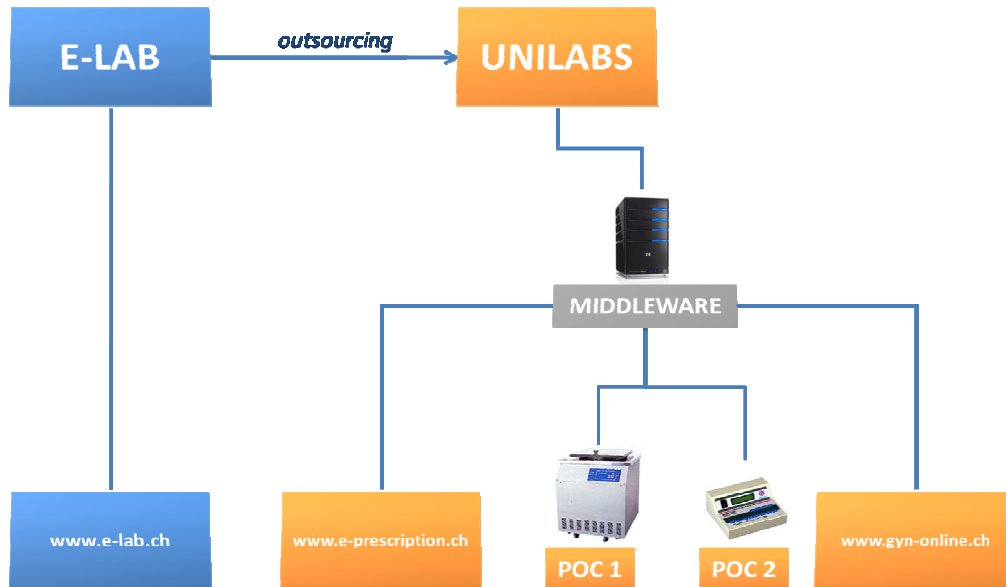 E-LAB
outsourcing
UNILABS
MIDDLEWARE
www.e-lab.ch
www.e-prescription.ch
POC 1
POC 2
www.gyn-online.ch